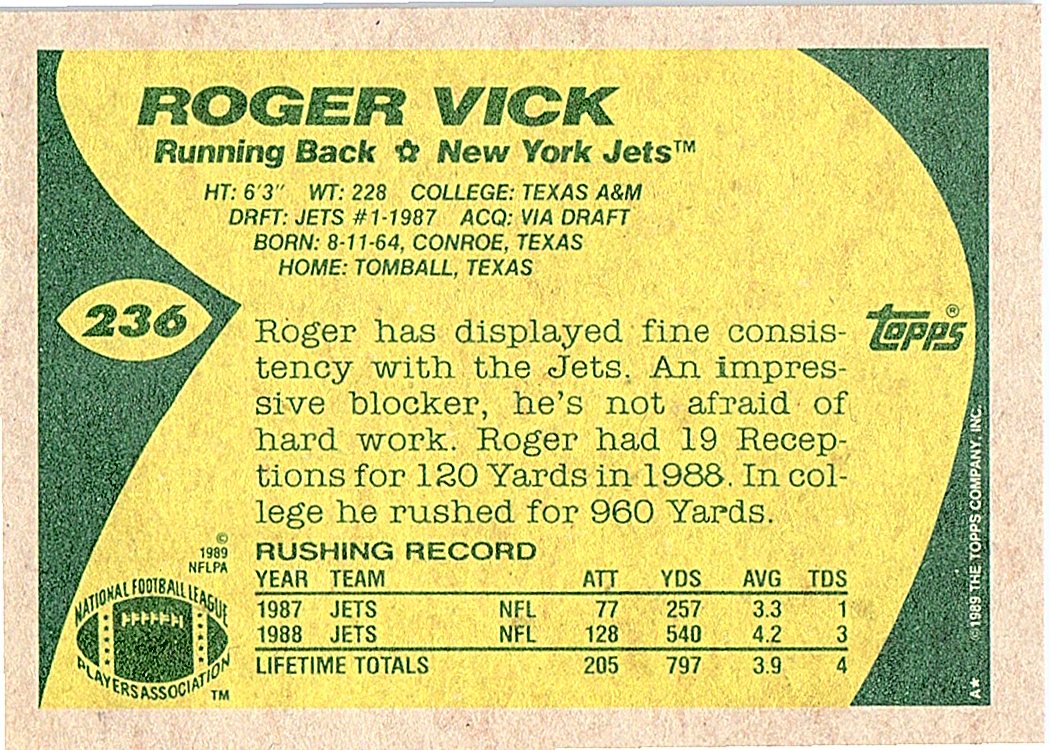 ROGER VICK
Running Back ✿ New York Jets™
HT: 6'3" WT: 228 COLLEGE: TEXAS A&M
DRFT: JETS #1-1987 ACQ: VIA DRAFT
BORN: 8-11-64, CONROE, TEXAS
HOME: TOMBALL, TEXAS
236
topps®
Roger has displayed fine consis-
tency with the Jets. An impres-
sive blocker, he's not afraid of
hard work. Roger had 19 Recep-
tions for 120 Yards in 1988. In col-
lege he rushed for 960 Yards.
©
1989
NFLPA
NATIONAL FOOTBALL LEAGUE
PLAYERS ASSOCIATION
TM
RUSHING RECORD
YEAR TEAM ATT YDS AVG TDS
1987 JETS NFL 77 257 3.3 1
1988 JETS NFL 128 540 4.2 3
LIFETIME TOTALS 205 797 3.9 4
©1989 THE TOPPS COMPANY, INC.
A★